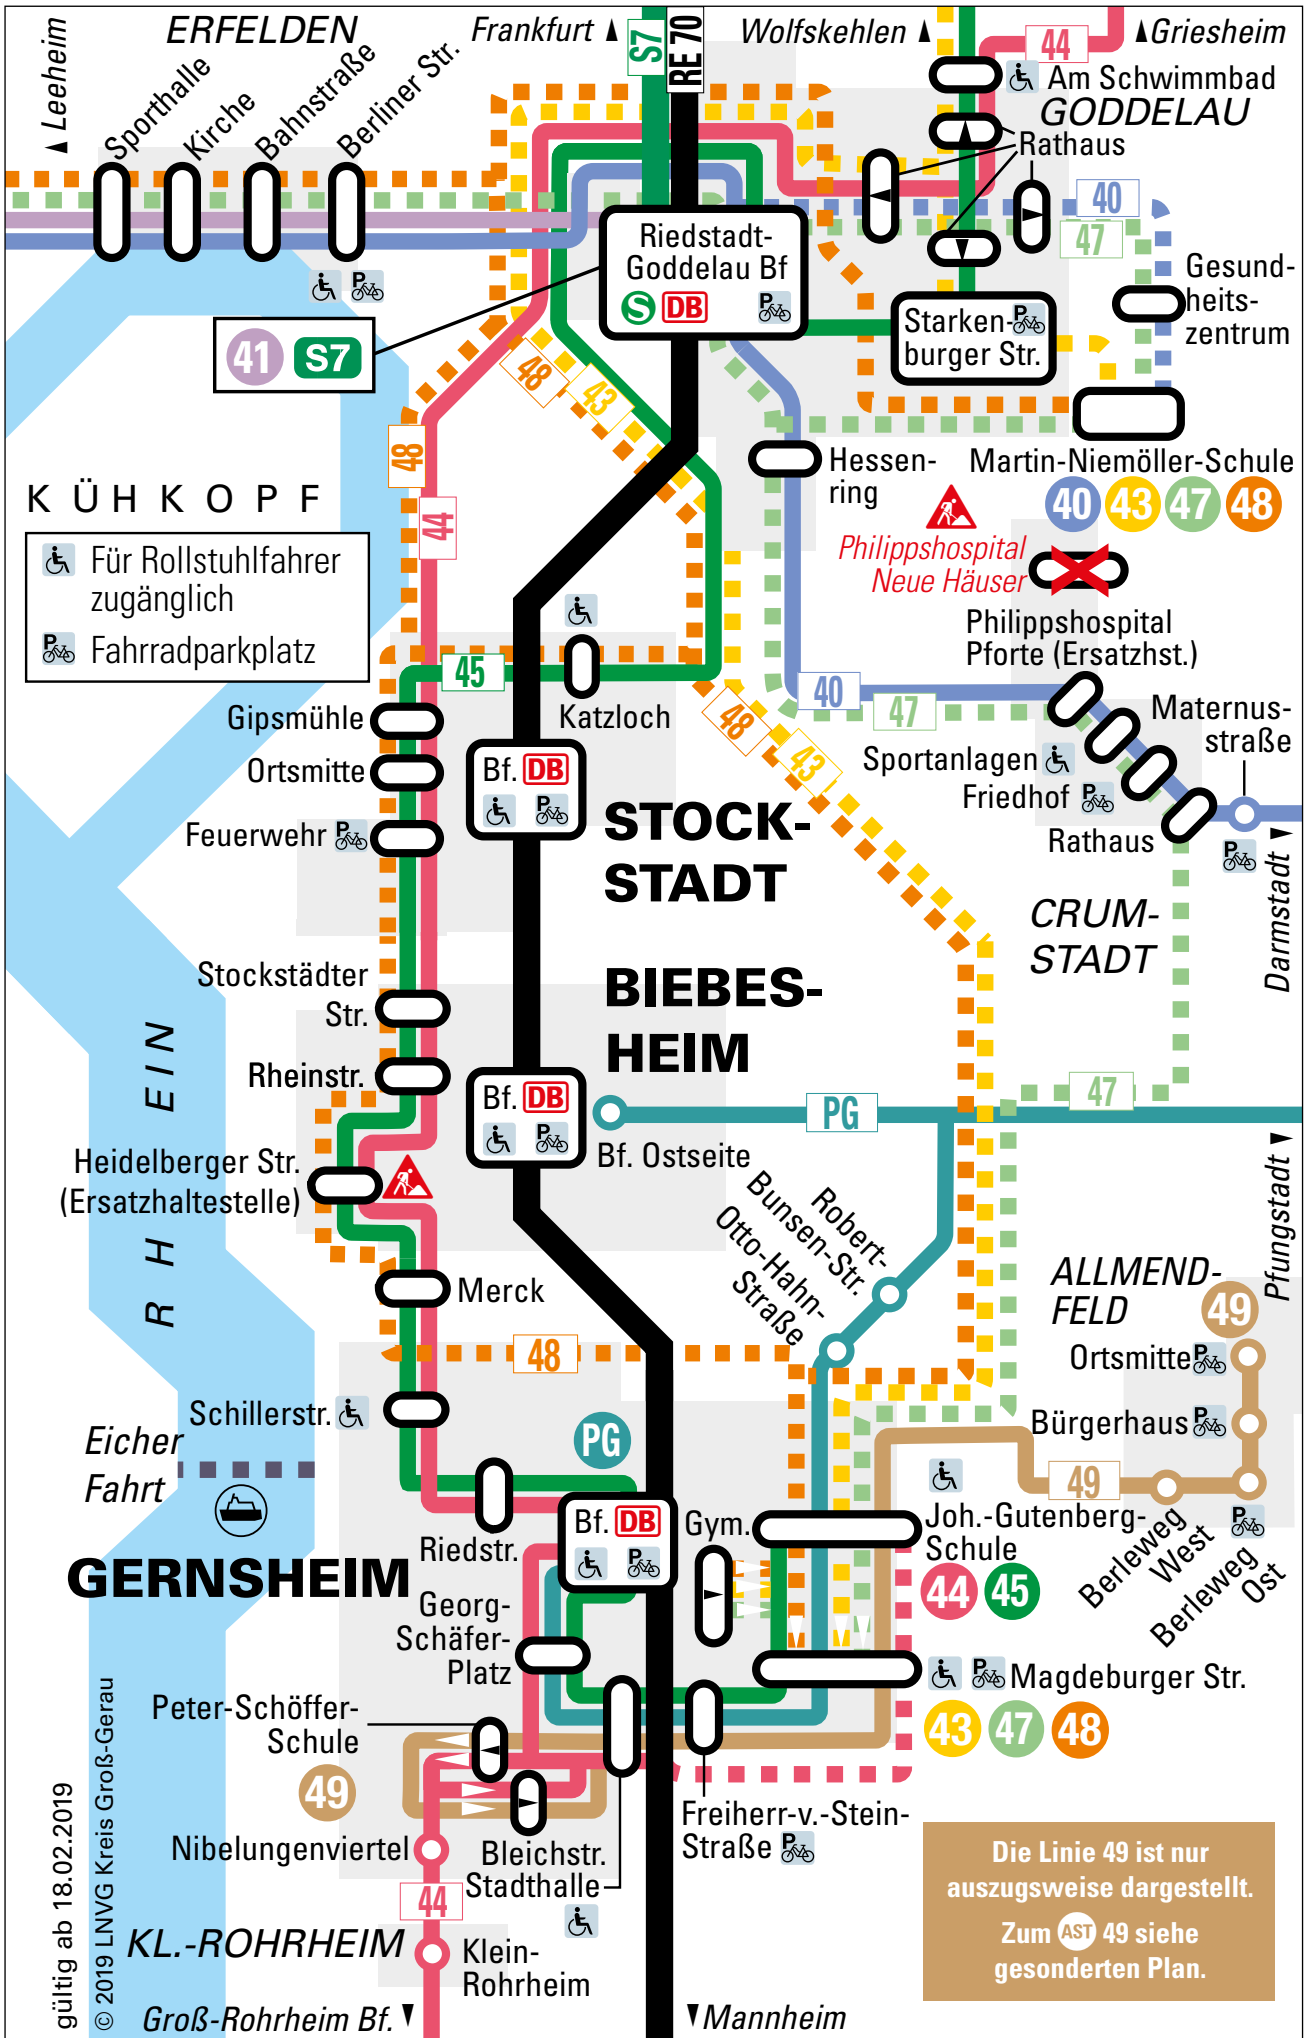 ERFELDEN
Frankfurt
S7
RE 70
Wolfskehlen
44
Griesheim
Leeheim
Sporthalle
Kirche
Bahnstraße
Berliner Str.
Am Schwimmbad
GODDELAU
Rathaus
40
47
Riedstadt-
Goddelau Bf
S DB P
Gesund-
heits-
zentrum
P
Starken-
burger Str.
P
41 S7
48
43
48
44
Hessen-
ring
Martin-Niemöller-Schule
40 43 47 48
KÜHKOPF
Für Rollstuhlfahrer
zugänglich
P Fahrradparkplatz
Philippshospital
Neue Häuser
Philippshospital
Pforte (Ersatzhst.)
45
Katzloch
40
47
48
43
Gipsmühle
Ortsmitte
Feuerwehr P
Bf. DB
P
STOCK-
STADT
Sportanlagen
Friedhof P
Rathaus
Maternus-
straße
P
Darmstadt
CRUM-
STADT
Stockstädter
Str.
Rheinstr.
BIEBES-
HEIM
Bf. DB
P
Bf. Ostseite
PG
47
Pfungstadt
RHEIN
Heidelberger Str.
(Ersatzhaltestelle)
Robert-
Bunsen-Str.
Otto-Hahn-
Straße
Merck
48
ALLMEND-
FELD
49
Ortsmitte P
Bürgerhaus P
Schillerstr.
Eicher
Fahrt
PG
49
Berleweg
West
P
Berleweg
Ost
Riedstr.
Bf. DB
P
Gym.
Joh.-Gutenberg-
Schule
44 45
GERNSHEIM
Georg-
Schäfer-
Platz
P Magdeburger Str.
43 47 48
Peter-Schöffer-
Schule
49
Nibelungenviertel
Bleichstr.
Stadthalle
Freiherr-v.-Stein-
Straße P
44
KL.-ROHRHEIM
Klein-
Rohrheim
Groß-Rohrheim Bf.
Mannheim
Die Linie 49 ist nur
auszugsweise dargestellt.
Zum AST 49 siehe
gesonderten Plan.
gültig ab 18.02.2019
© 2019 LNVG Kreis Groß-Gerau